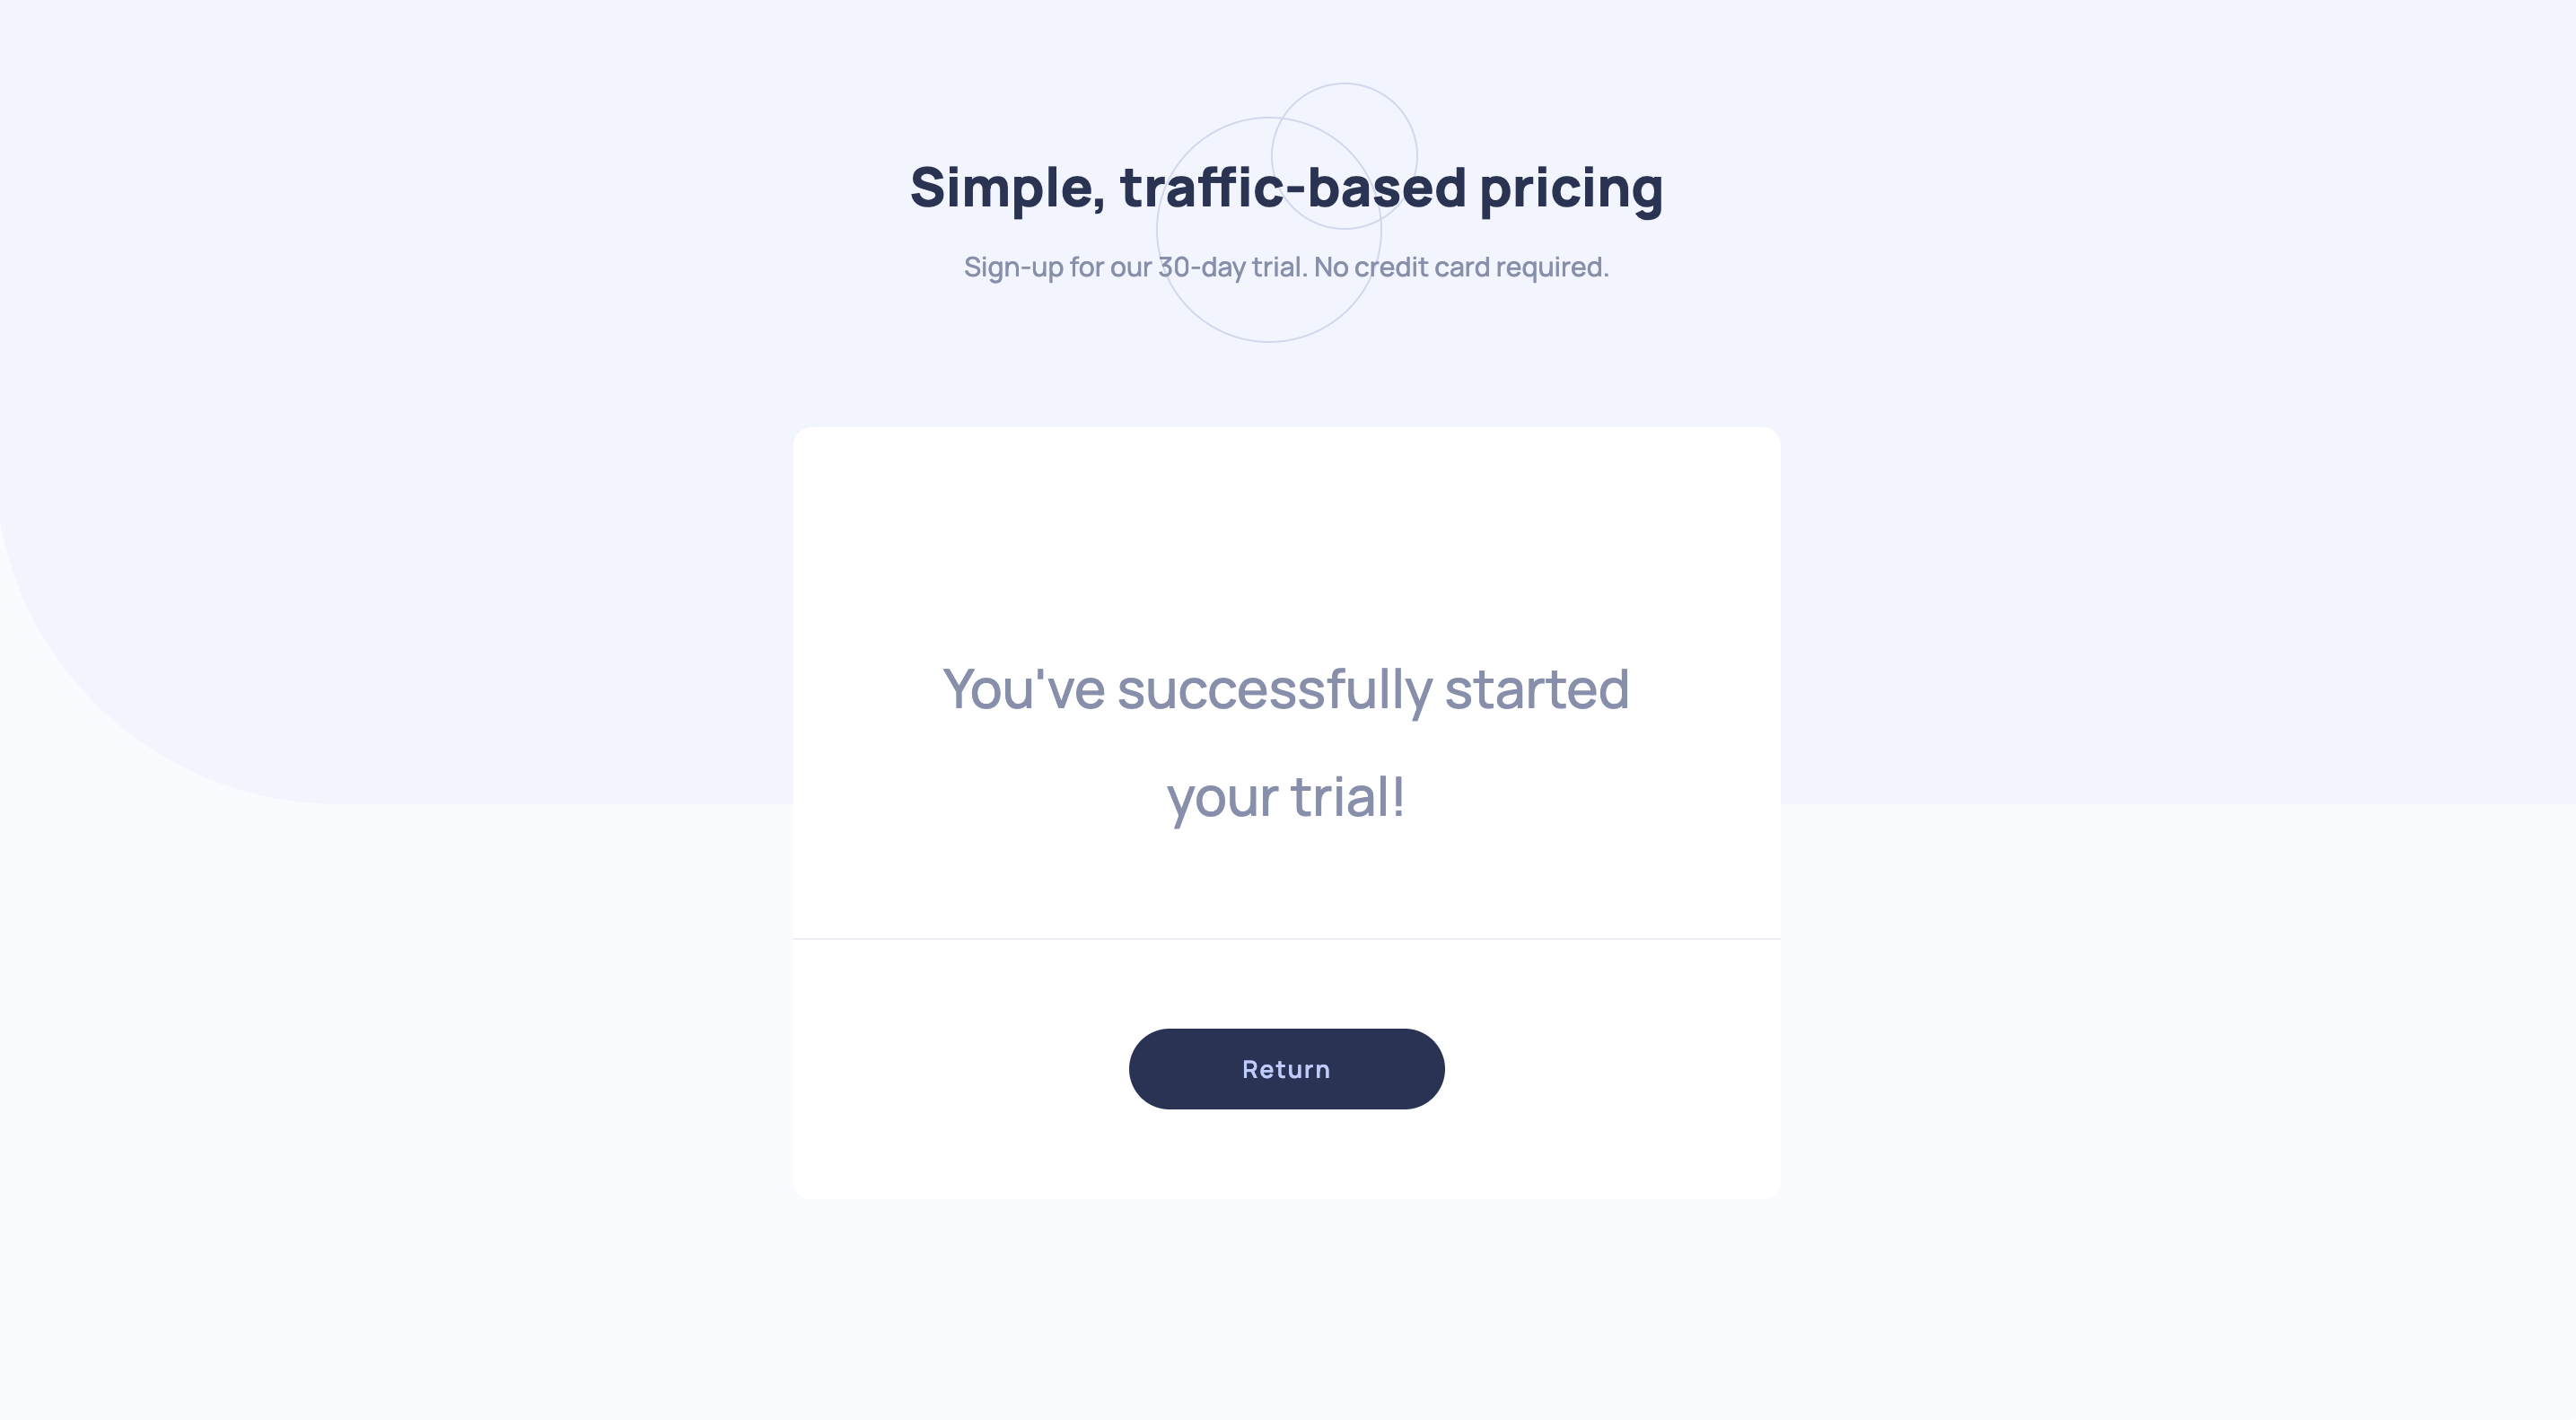 Simple, traffic-based pricing
Sign-up for our 30-day trial. No credit card required.
You've successfully started
your trial!
Return